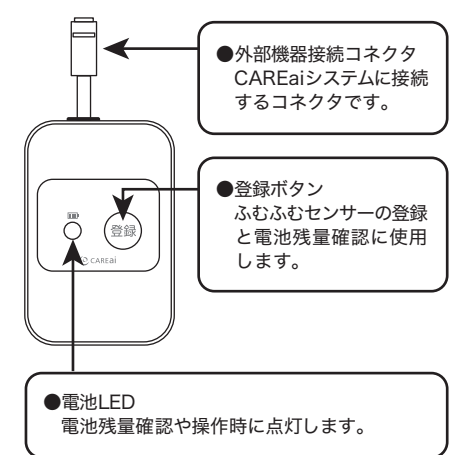 ●外部機器接続コネクタ
CAREaiシステムに接続
するコネクタです。
●登録ボタン
ふむふむセンサーの登録
と電池残量確認に使用
します。
登録
CAREai
●電池LED
電池残量確認や操作時に点灯します。